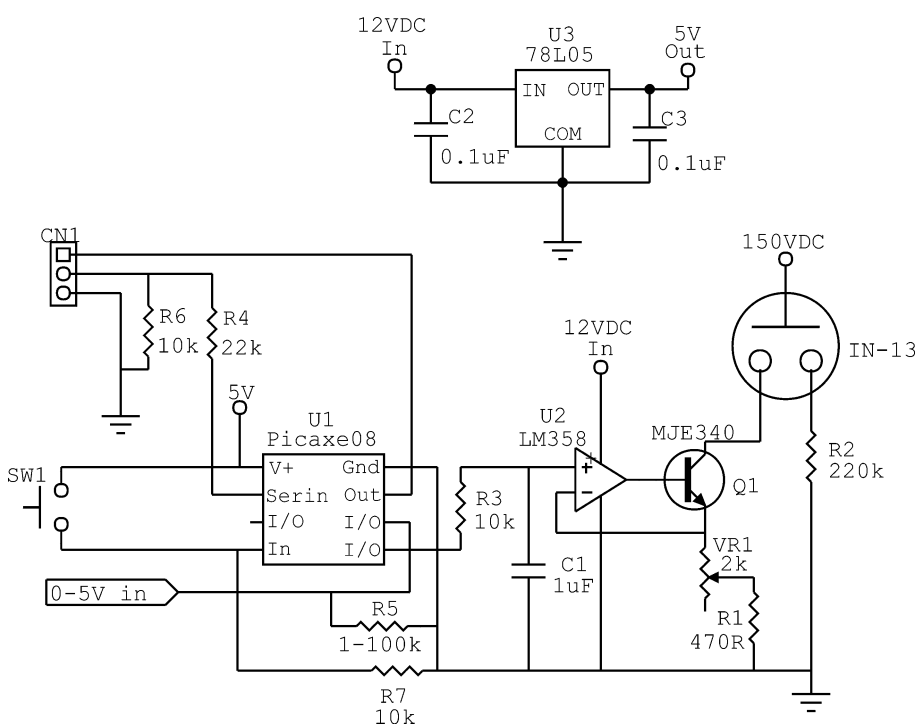 12VDC
In
U3
78L05
5V
Out
IN OUT
COM
C2
0.1uF
C3
0.1uF
CN1
R6
10k
R4
22k
5V
150VDC
IN-13
12VDC
In
U1
Picaxe08
U2
LM358
MJE340
Q1
R2
220k
SW1
V+ Gnd
Serin Out
I/O I/O
In I/O
R3
10k
+
+
−
C1
1uF
VR1
2k
R1
470R
0-5V in
R5
1-100k
R7
10k